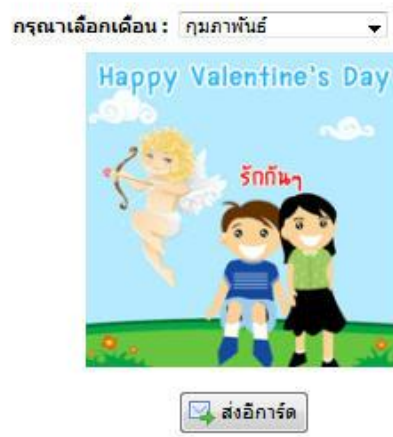 กรุณาเลือกเดือน : กุมภาพันธ์
Happy Valentine's Day
รักกันๆ
ส่งอีการ์ด